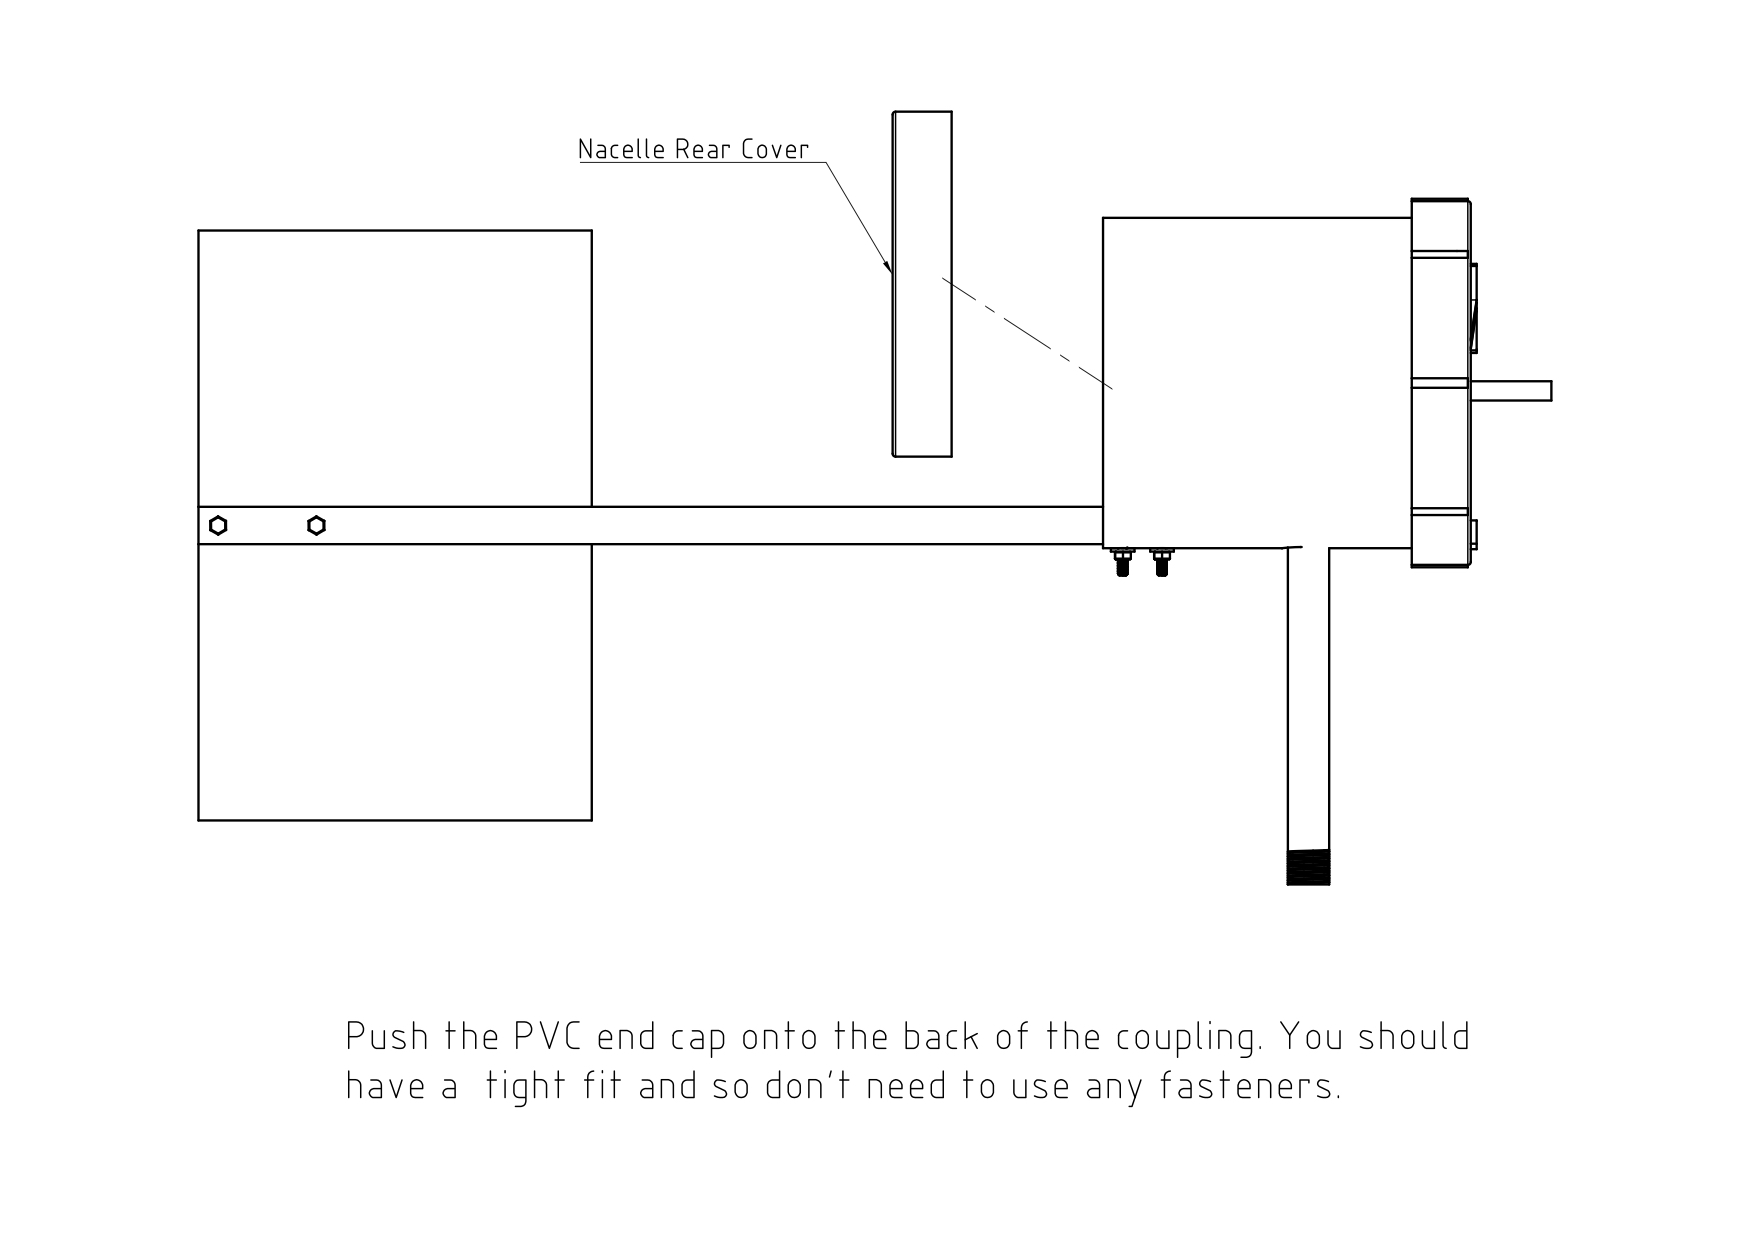 Nacelle Rear Cover
Push the PVC end cap onto the back of the coupling. You should
have a  tight fit and so don't need to use any fasteners.